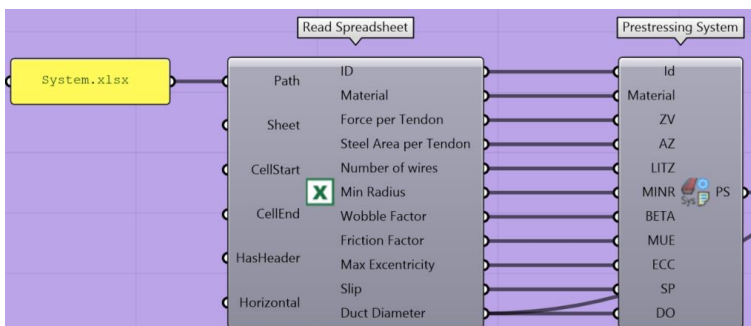 Read Spreadsheet
Prestressing System
System.xlsx
Path
Sheet
CellStart
CellEnd
HasHeader
Horizontal
X
ID
Material
Force per Tendon
Steel Area per Tendon
Number of wires
Min Radius
Wobble Factor
Friction Factor
Max Excentricity
Slip
Duct Diameter
Id
Material
ZV
AZ
LITZ
MINR
BETA
MUE
ECC
SP
DO
Sys
PS